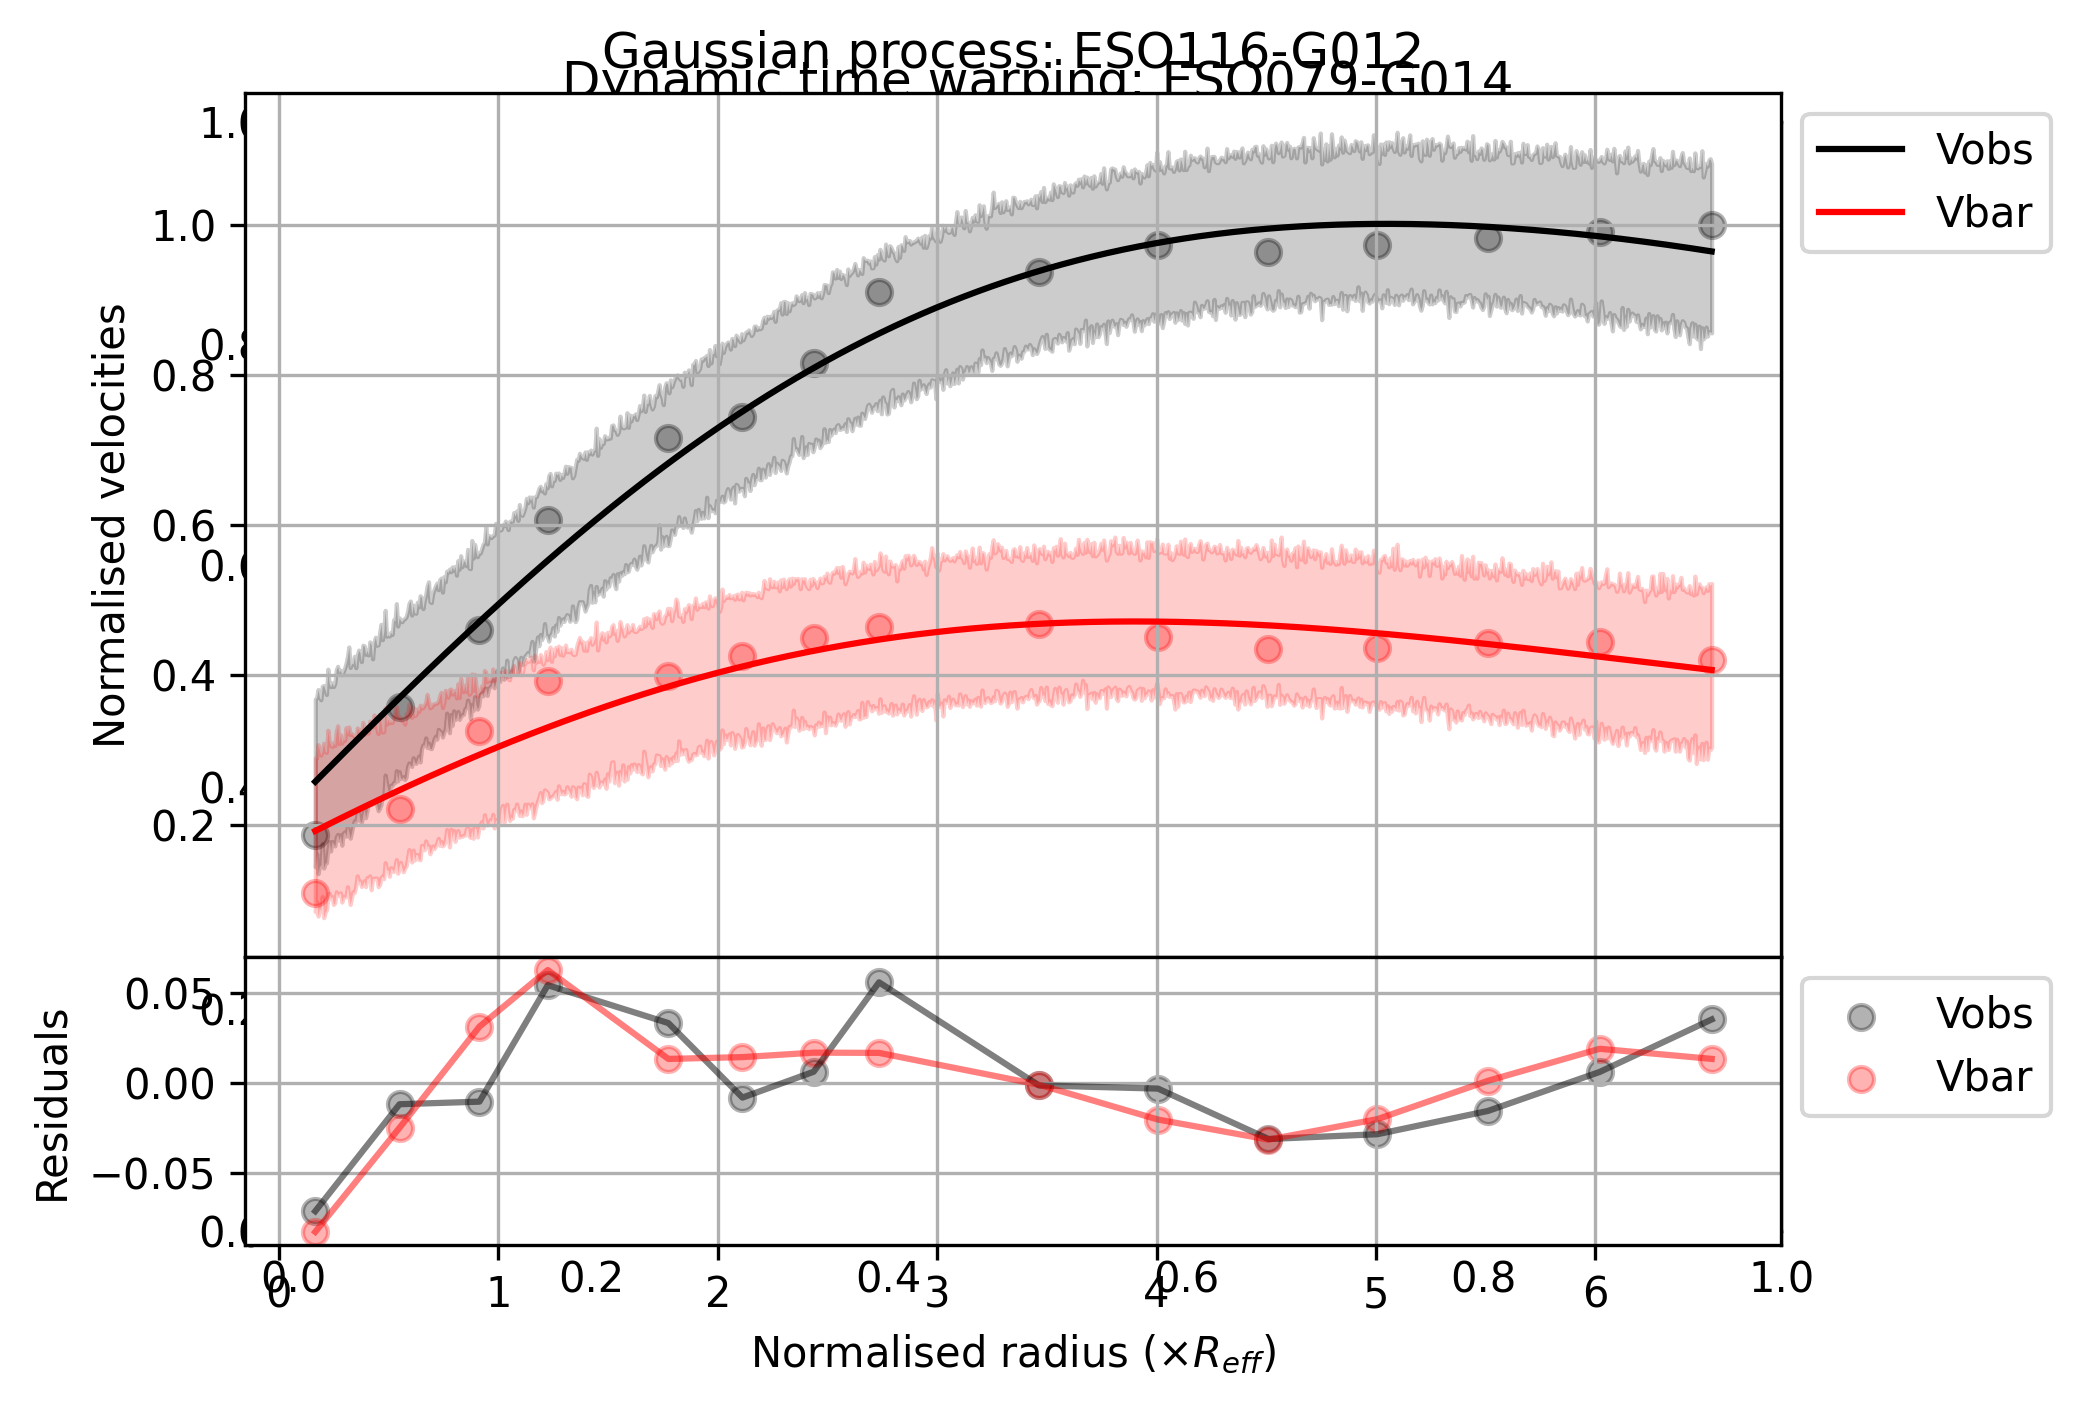 Gaussian process: ESO116-G012
Dynamic time warping: ESO079-G014
Vobs
Vbar
1.0
0.8
0.6
0.4
0.2
Normalised velocities
0.05
0.00
−0.05
Residuals
Vobs
Vbar
0.0 0.2 0.4 0.6 0.8 1.0
0 1 2 3 4 5 6
Normalised radius (×R_eff)